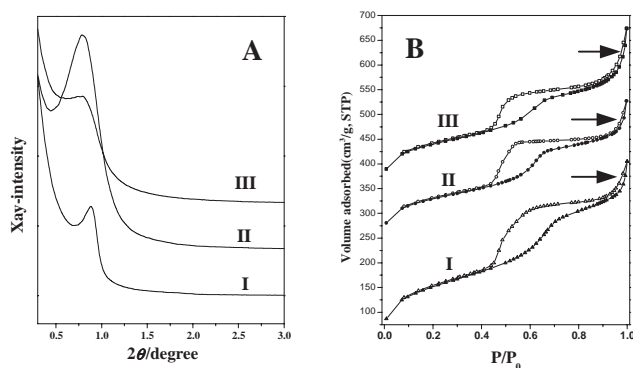 A
III
II
I
Xay-intensity
0.5 1.0 1.5 2.0 2.5 3.0
2θ/degree
B
III
II
I
Volume adsorbed(cm³/g, STP)
700
650
600
550
500
450
400
350
300
250
200
150
100
0.0 0.2 0.4 0.6 0.8 1.0
P/P₀